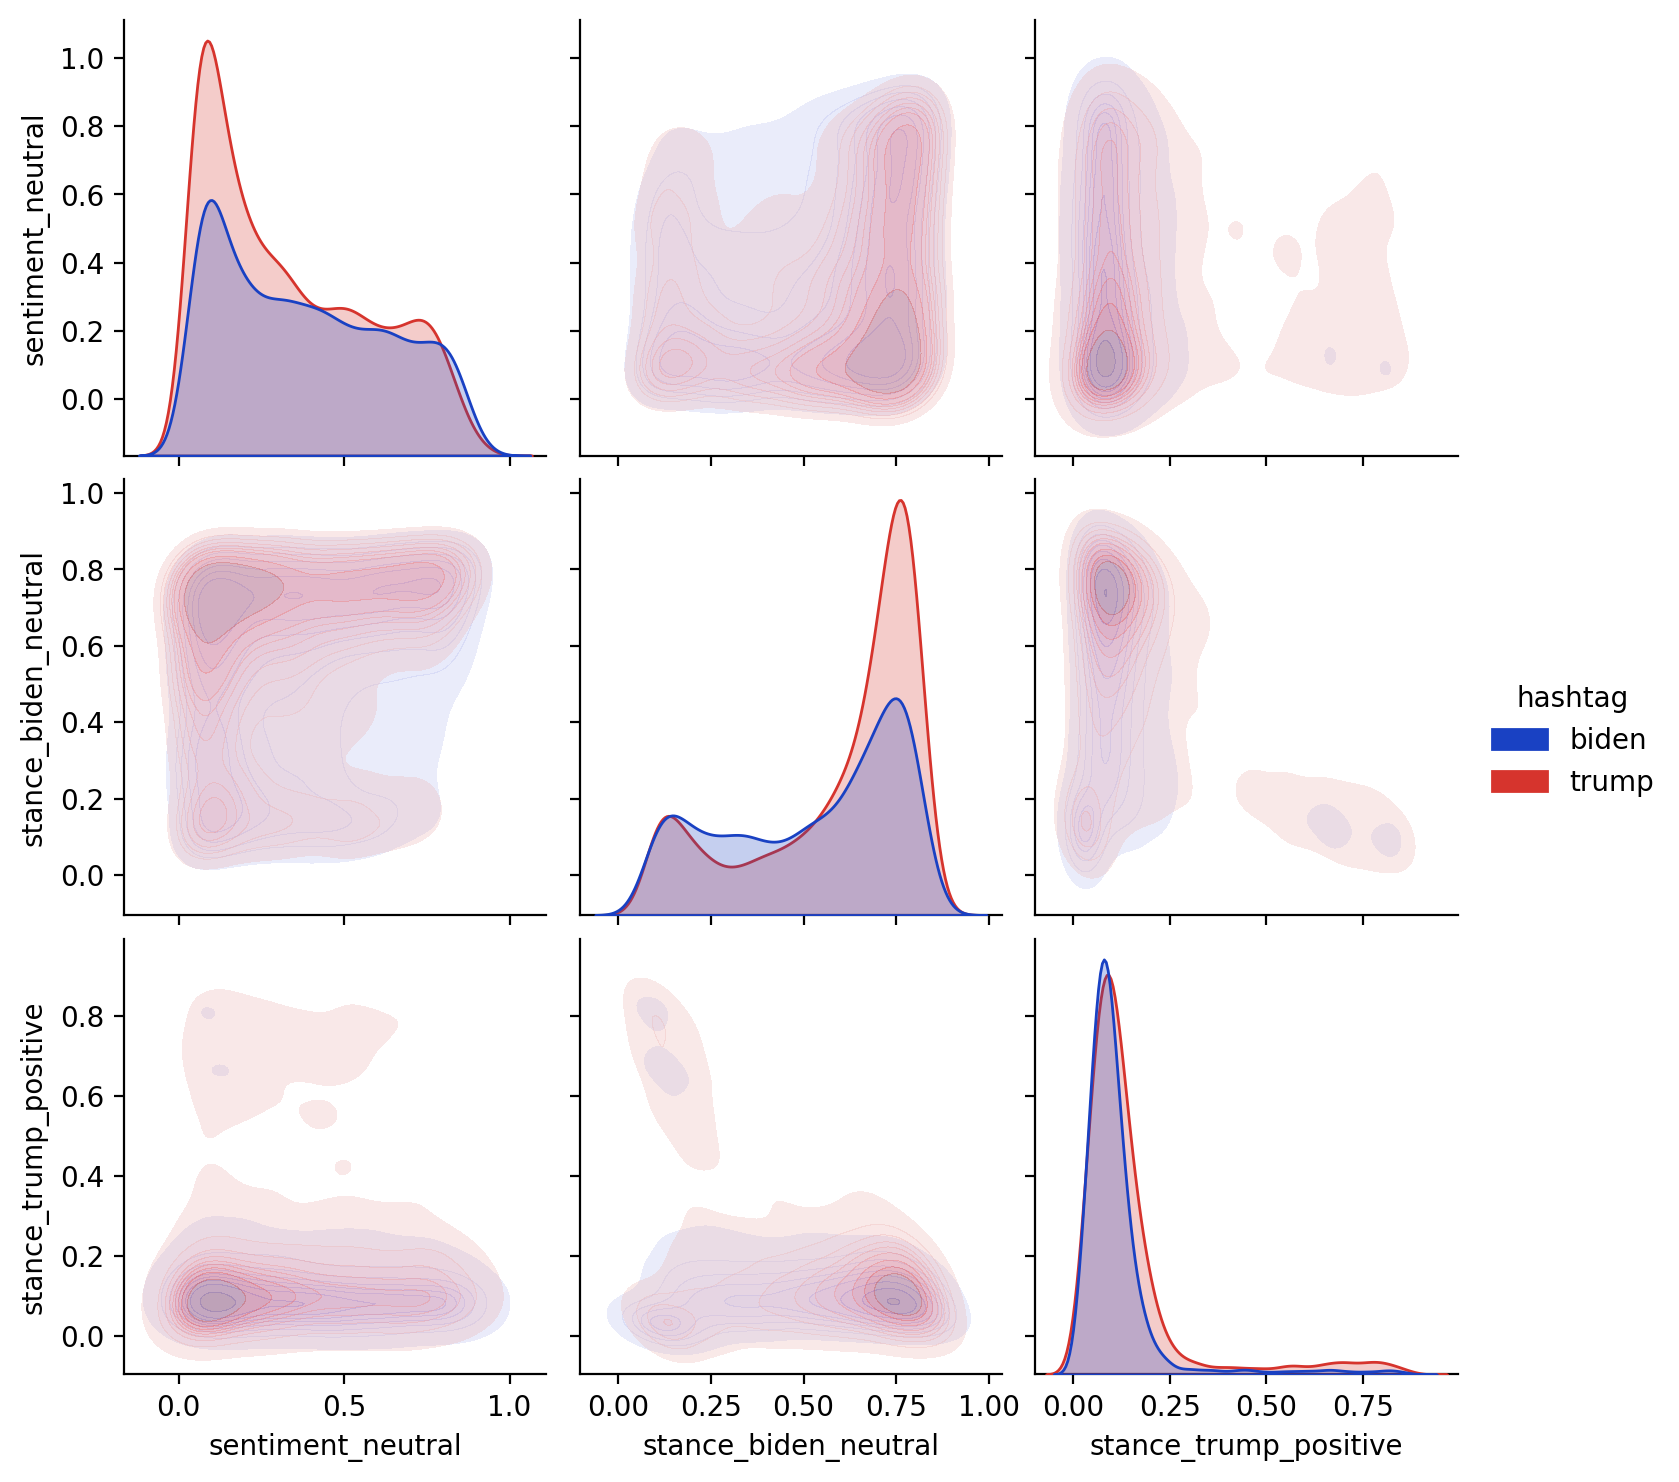 sentiment_neutral
1.0
0.8
0.6
0.4
0.2
0.0
stance_biden_neutral
1.0
0.8
0.6
0.4
0.2
0.0
hashtag
biden
trump
stance_trump_positive
0.8
0.6
0.4
0.2
0.0
0.0 0.5 1.0
sentiment_neutral
0.00 0.25 0.50 0.75 1.00
stance_biden_neutral
0.00 0.25 0.50 0.75
stance_trump_positive